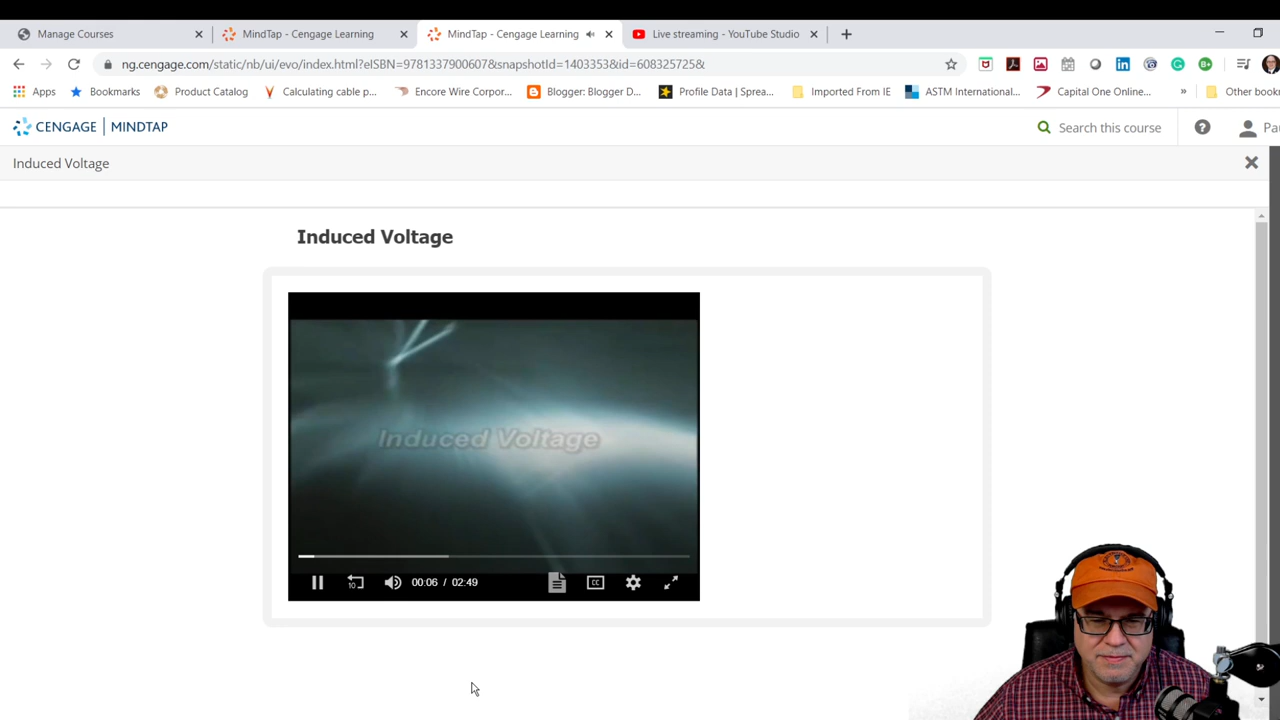 Manage Courses
MindTap - Cengage Learning
MindTap - Cengage Learning
Live streaming - YouTube Studio
ng.cengage.com/static/nb/ui/evo/index.html?eISBN=9781337900607&snapshotId=1403353&id=608325725&
Apps
Bookmarks
Product Catalog
Calculating cable p...
Encore Wire Corpor...
Blogger: Blogger D...
Profile Data | Sprea...
Imported From IE
ASTM International...
Capital One Online...
»
Other book
CENGAGE | MINDTAP
Search this course
Pa
Induced Voltage
Induced Voltage
Induced Voltage
10
00:06 / 02:49
CC